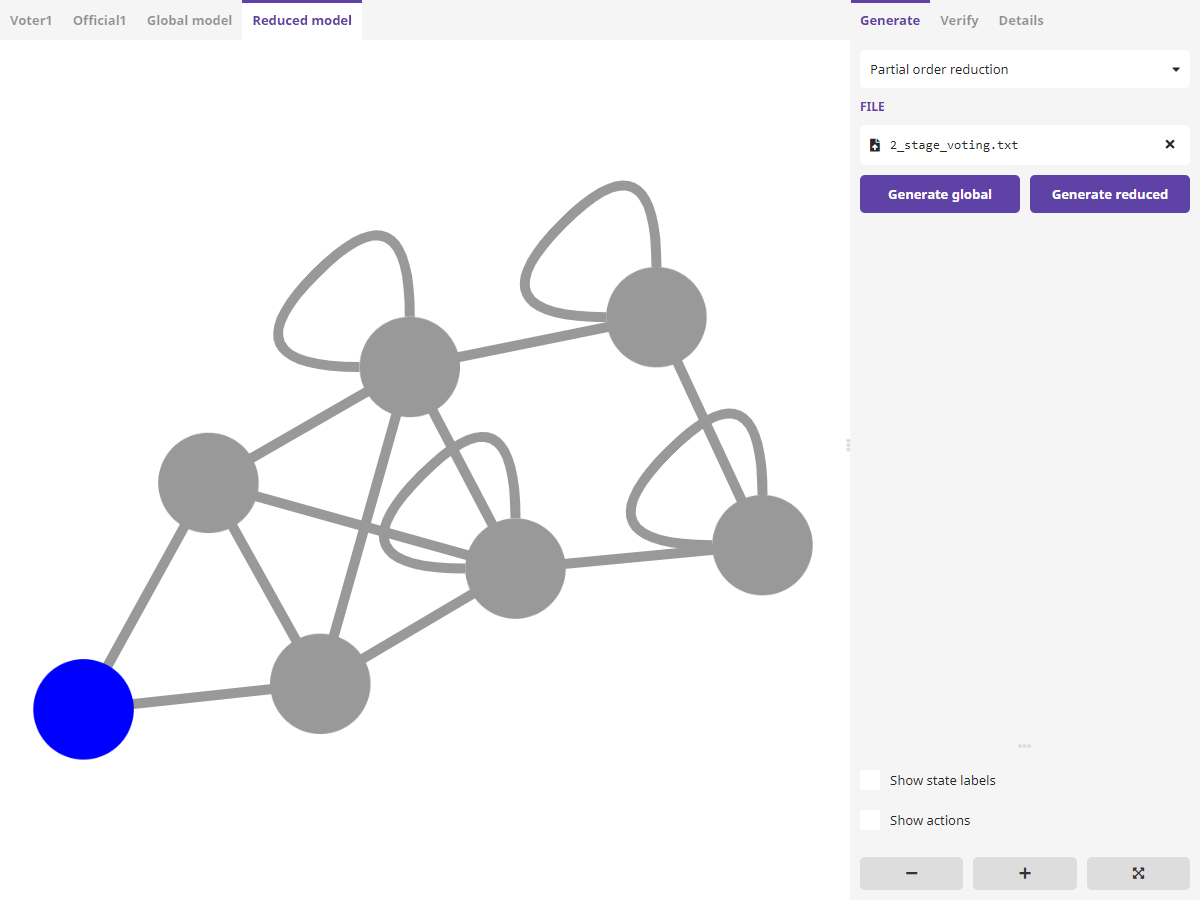 Voter1 Official1 Global model Reduced model
Generate Verify Details
Partial order reduction
FILE
2_stage_voting.txt
Generate global Generate reduced
Show state labels
Show actions